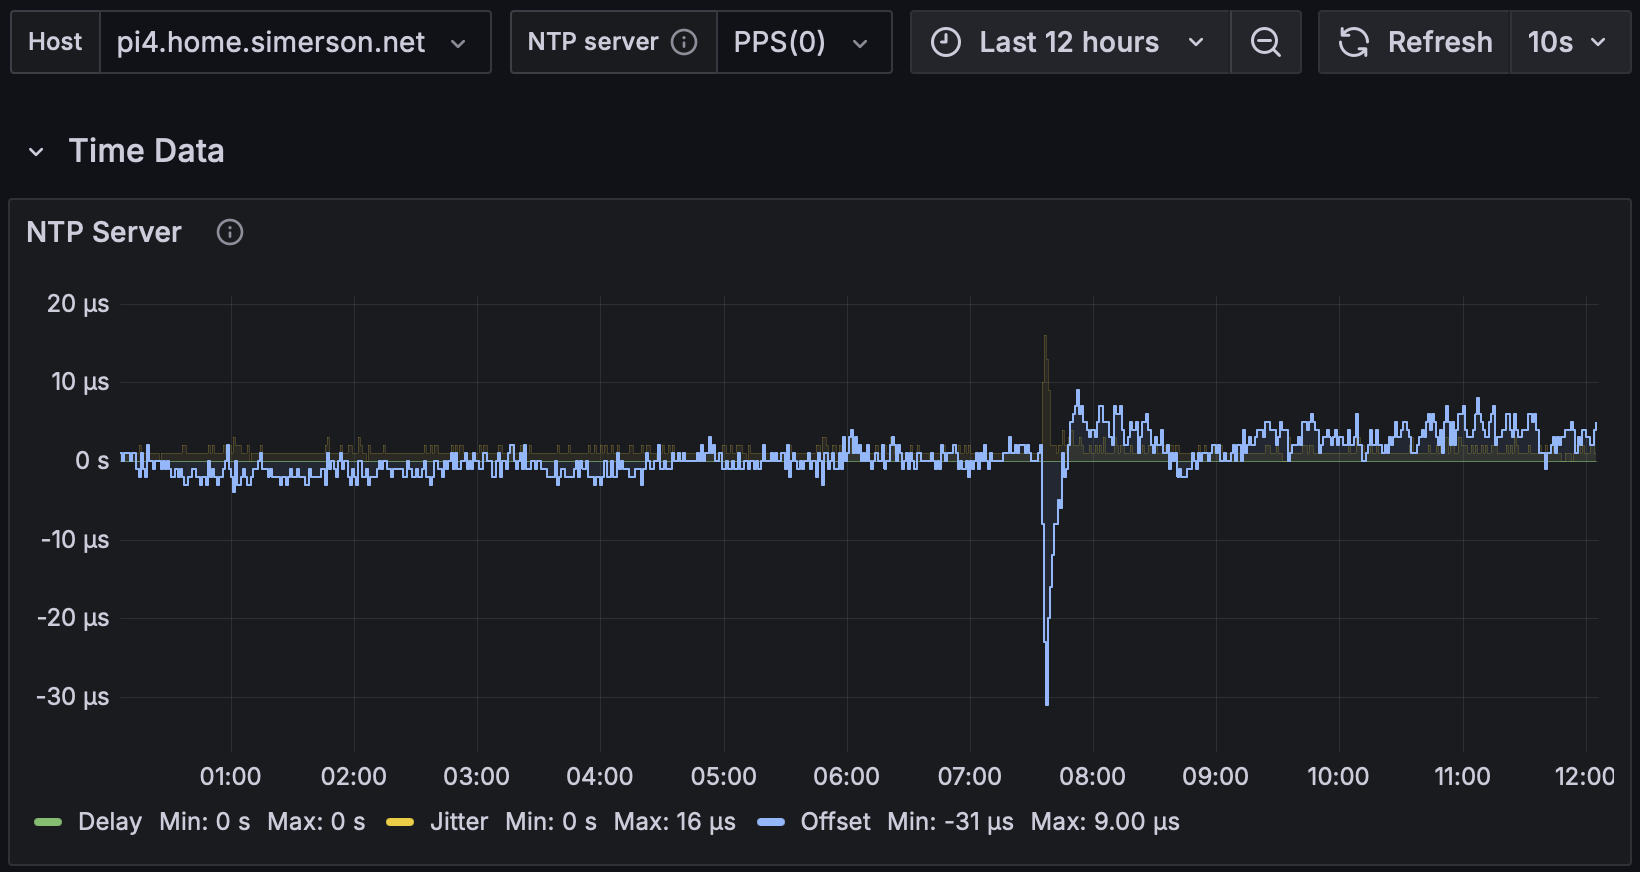 Host pi4.home.simerson.net NTP server PPS(0) Last 12 hours Refresh 10s
Time Data
NTP Server
20 µs
10 µs
0 s
-10 µs
-20 µs
-30 µs
01:00 02:00 03:00 04:00 05:00 06:00 07:00 08:00 09:00 10:00 11:00 12:00
Delay Min: 0 s Max: 0 s Jitter Min: 0 s Max: 16 µs Offset Min: -31 µs Max: 9.00 µs